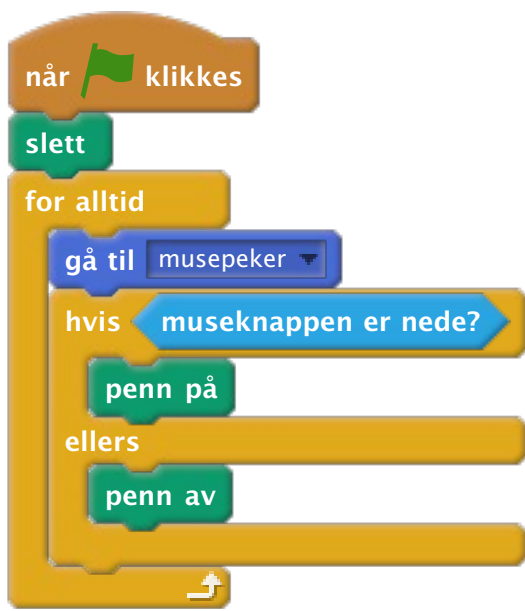 når klikkes
slett
for alltid
gå til musepeker
hvis museknappen er nede?
penn på
ellers
penn av